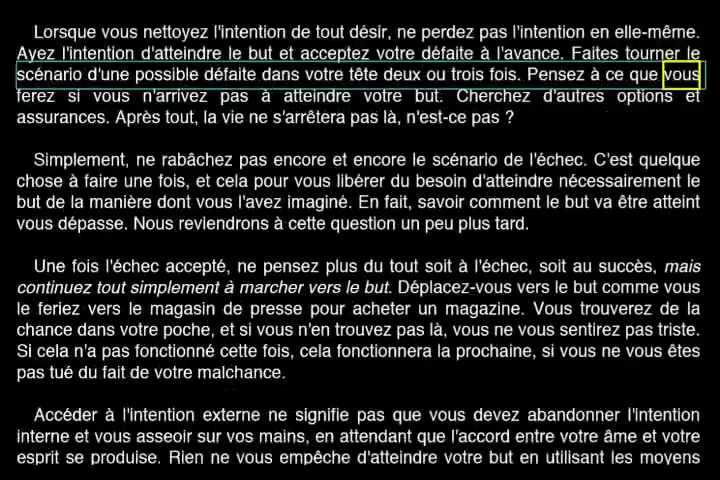 Lorsque vous nettoyez l'intention de tout désir, ne perdez pas l'intention en elle-même.
Ayez l'intention d'atteindre le but et acceptez votre défaite à l'avance. Faites tourner le
scénario d'une possible défaite dans votre tête deux ou trois fois. Pensez à ce que vous
ferez si vous n'arrivez pas à atteindre votre but. Cherchez d'autres options et
assurances. Après tout, la vie ne s'arrêtera pas là, n'est-ce pas ?
Simplement, ne rabâchez pas encore et encore le scénario de l'échec. C'est quelque
chose à faire une fois, et cela pour vous libérer du besoin d'atteindre nécessairement le
but de la manière dont vous l'avez imaginé. En fait, savoir comment le but va être atteint
vous dépasse. Nous reviendrons à cette question un peu plus tard.
Une fois l'échec accepté, ne pensez plus du tout soit à l'échec, soit au succès, mais
continuez tout simplement à marcher vers le but. Déplacez-vous vers le but comme vous
le feriez vers le magasin de presse pour acheter un magazine. Vous trouverez de la
chance dans votre poche, et si vous n'en trouvez pas là, vous ne vous sentirez pas triste.
Si cela n'a pas fonctionné cette fois, cela fonctionnera la prochaine, si vous ne vous êtes
pas tué du fait de votre malchance.
Accéder à l'intention externe ne signifie pas que vous devez abandonner l'intention
interne et vous asseoir sur vos mains, en attendant que l'accord entre votre âme et votre
esprit se produise. Rien ne vous empêche d'atteindre votre but en utilisant les moyens